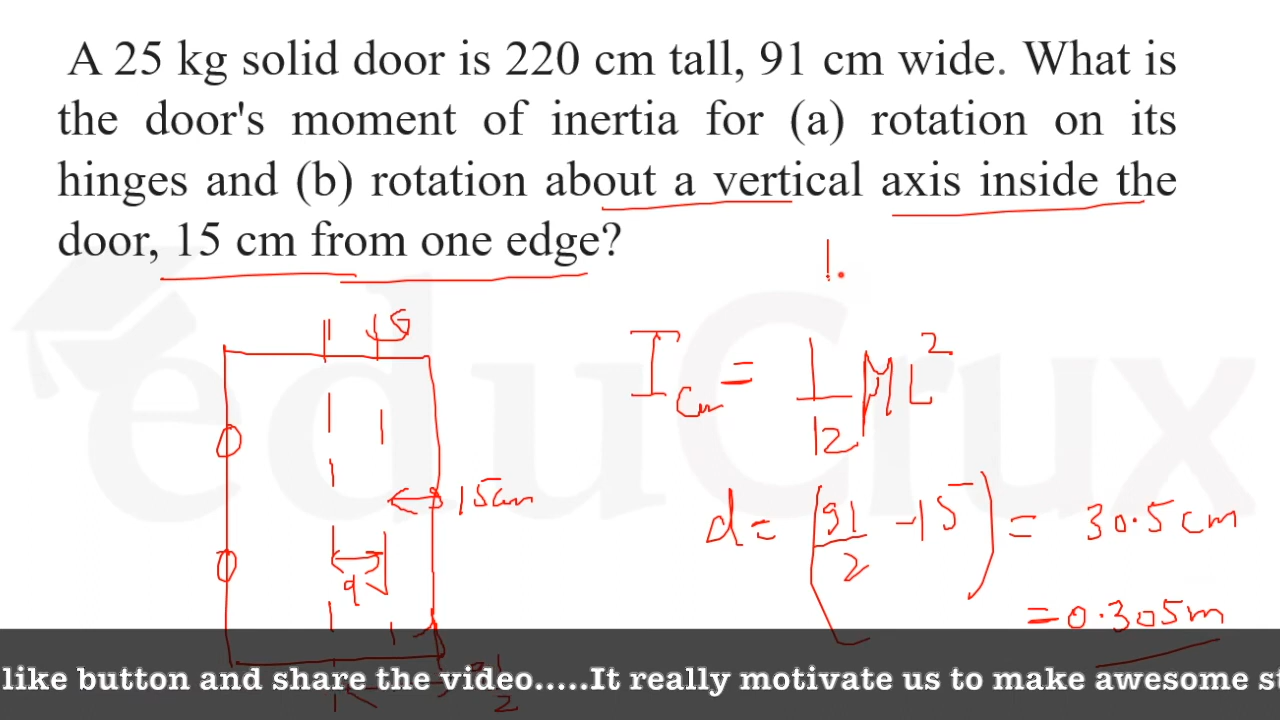 A 25 kg solid door is 220 cm tall, 91 cm wide. What is
the door's moment of inertia for (a) rotation on its
hinges and (b) rotation about a vertical axis inside the
door, 15 cm from one edge?
I_cm = 1/12 ML²
15cm
d = (91/2 - 15) = 30.5 cm
= 0.305m
eduCrux
like button and share the video.....It really motivate us to make awesome st